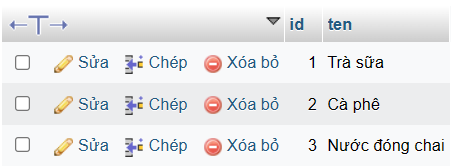 id ten
Sửa Chép Xóa bỏ 1 Trà sữa
Sửa Chép Xóa bỏ 2 Cà phê
Sửa Chép Xóa bỏ 3 Nước đóng chai